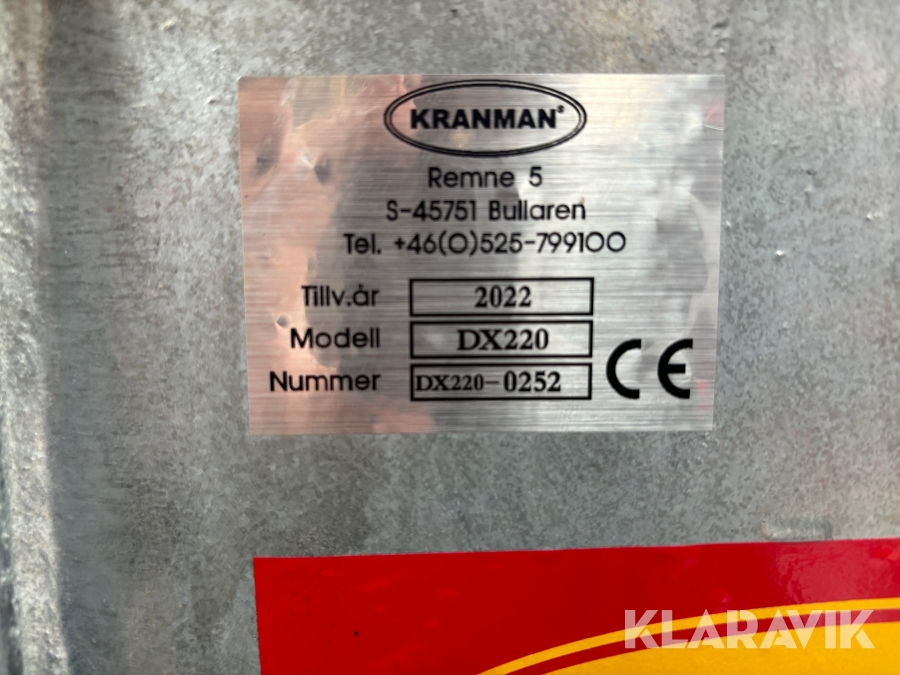 KRANMAN®
Remne 5
S-45751 Bullaren
Tel. +46(0)525-799100
Tillv.år 2022
Modell DX220
Nummer DX220-0252
CE
KLARAVIK